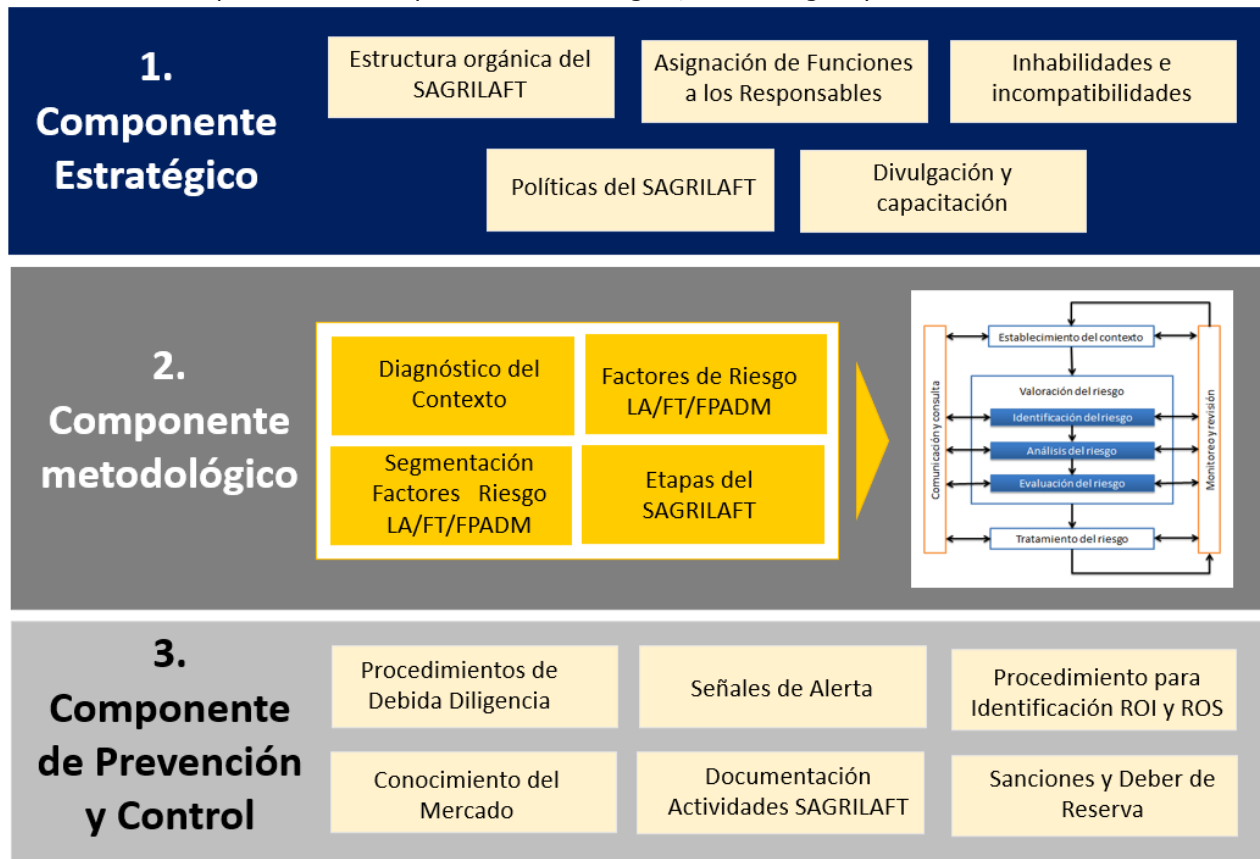 1.
Componente
Estratégico
Estructura orgánica del
SAGRILAFT
Asignación de Funciones
a los Responsables
Inhabilidades e
incompatibilidades
Políticas del SAGRILAFT
Divulgación y
capacitación
2.
Componente
metodológico
Diagnóstico del
Contexto
Factores de Riesgo
LA/FT/FPADM
Segmentación
Factores Riesgo
LA/FT/FPADM
Etapas del
SAGRILAFT
Comunicación y consulta
Establecimiento del contexto
Valoración del riesgo
Identificación del riesgo
Análisis del riesgo
Evaluación del riesgo
Tratamiento del riesgo
Monitoreo y revisión
3.
Componente
de Prevención
y Control
Procedimientos de
Debida Diligencia
Señales de Alerta
Procedimiento para
Identificación ROI y ROS
Conocimiento del
Mercado
Documentación
Actividades SAGRILAFT
Sanciones y Deber de
Reserva